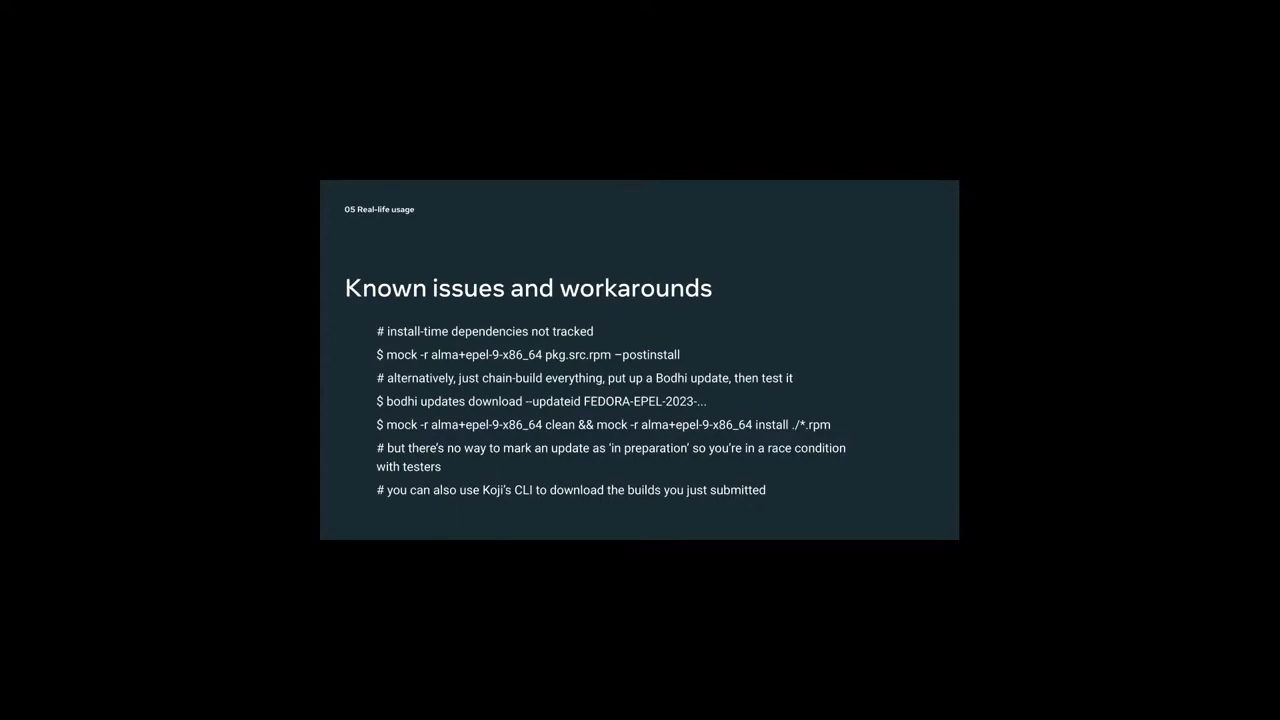 05 Real-life usage
Known issues and workarounds
# install-time dependencies not tracked
$ mock -r alma+epel-9-x86_64 pkg.src.rpm –postinstall
# alternatively, just chain-build everything, put up a Bodhi update, then test it
$ bodhi updates download --updateid FEDORA-EPEL-2023-...
$ mock -r alma+epel-9-x86_64 clean && mock -r alma+epel-9-x86_64 install ./*.rpm
# but there’s no way to mark an update as ‘in preparation’ so you’re in a race condition
with testers
# you can also use Koji’s CLI to download the builds you just submitted